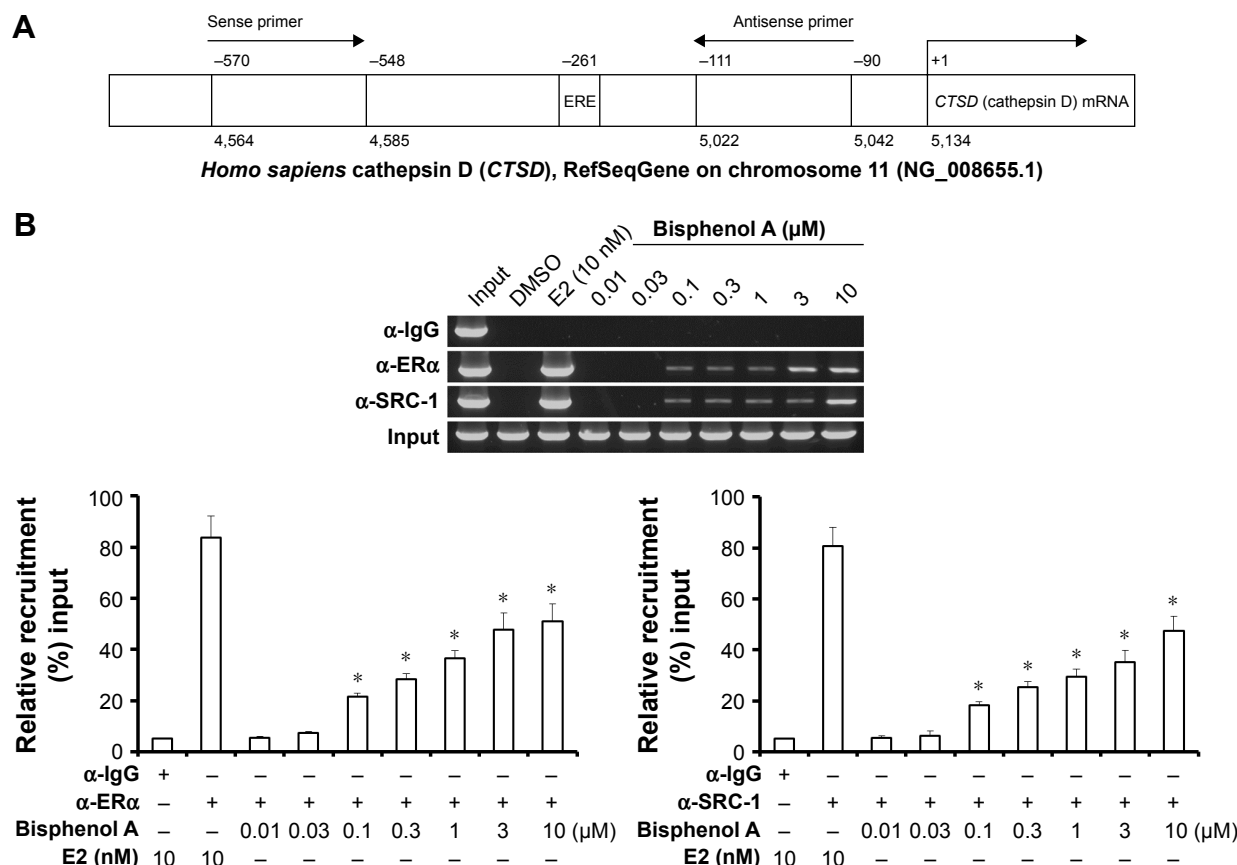 A
Sense primer
Antisense primer
–570 –548 –261 –111 –90 +1
ERE
CTSD (cathepsin D) mRNA
4,564 4,585 5,022 5,042 5,134
Homo sapiens cathepsin D (CTSD), RefSeqGene on chromosome 11 (NG_008655.1)
B
Bisphenol A (µM)
Input DMSO E2 (10 nM) 0.01 0.03 0.1 0.3 1 3 10
α-IgG
α-ERα
α-SRC-1
Input
Relative recruitment
(%) input
100
80
60
40
20
0
* * * * *
α-IgG + – – – – – – – –
α-ERα – + + + + + + + +
Bisphenol A – – 0.01 0.03 0.1 0.3 1 3 10 (µM)
E2 (nM) 10 10 – – – – – – –
Relative recruitment
(%) input
100
80
60
40
20
0
* * * * *
α-IgG + – – – – – – – –
α-SRC-1 – + + + + + + + +
Bisphenol A – – 0.01 0.03 0.1 0.3 1 3 10 (µM)
E2 (nM) 10 10 – – – – – – –